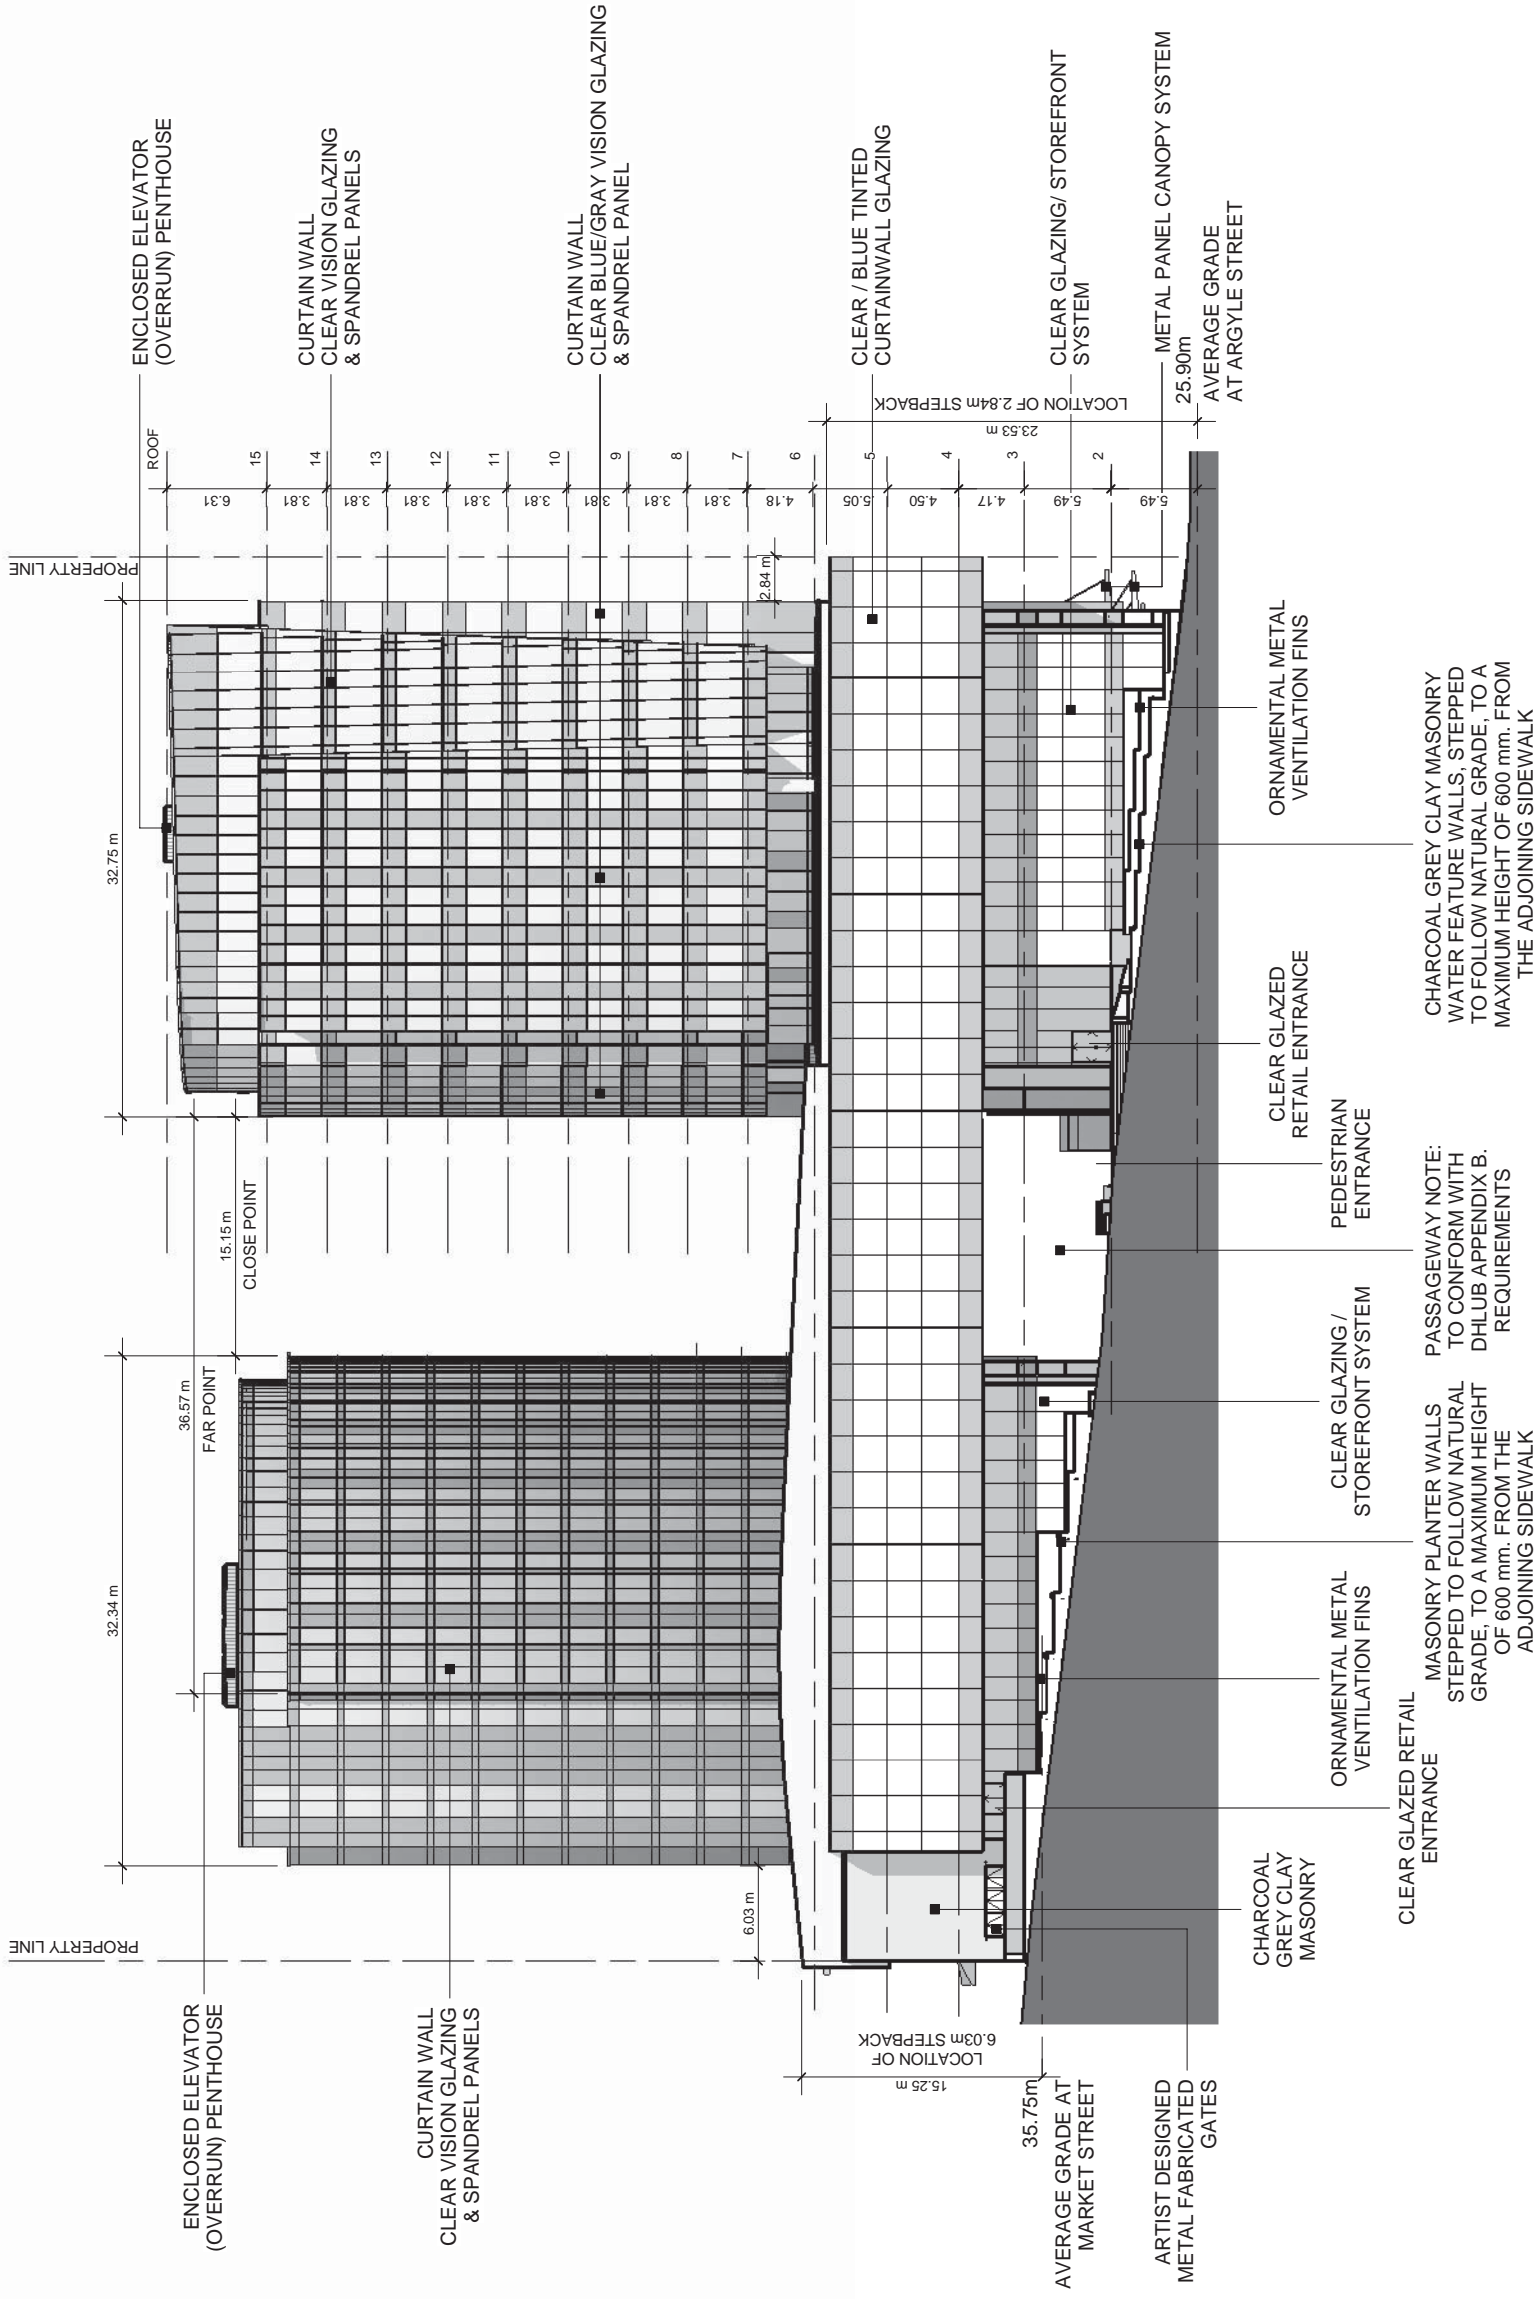 ENCLOSED ELEVATOR
(OVERRUN) PENTHOUSE
CURTAIN WALL
CLEAR VISION GLAZING
& SPANDREL PANELS
15.25 m
LOCATION OF
6.03m STEPBACK
35.75m
AVERAGE GRADE AT
MARKET STREET
ARTIST DESIGNED
METAL FABRICATED
GATES
PROPERTY LINE
6.03 m
32.34 m
36.57 m
FAR POINT
15.15 m
CLOSE POINT
32.75 m
2.84 m
PROPERTY LINE
ROOF
6.31
15
3.81
14
3.81
13
3.81
12
3.81
11
3.81
10
3.81
9
3.81
8
3.81
7
4.18
6
5.05
5
4.50
4
4.17
3
5.49
2
5.49
23.53 m
LOCATION OF 2.84m STEPBACK
ENCLOSED ELEVATOR
(OVERRUN) PENTHOUSE
CURTAIN WALL
CLEAR VISION GLAZING
& SPANDREL PANELS
CURTAIN WALL
CLEAR BLUE/GRAY VISION GLAZING
& SPANDREL PANEL
CLEAR / BLUE TINTED
CURTAINWALL GLAZING
CLEAR GLAZING/ STOREFRONT
SYSTEM
METAL PANEL CANOPY SYSTEM
25.90m
AVERAGE GRADE
AT ARGYLE STREET
CHARCOAL
GREY CLAY
MASONRY
CLEAR GLAZED RETAIL
ENTRANCE
ORNAMENTAL METAL
VENTILATION FINS
MASONRY PLANTER WALLS
STEPPED TO FOLLOW NATURAL
GRADE, TO A MAXIMUM HEIGHT
OF 600 mm. FROM THE
ADJOINING SIDEWALK
CLEAR GLAZING /
STOREFRONT SYSTEM
PASSAGEWAY NOTE:
TO CONFORM WITH
DHLUB APPENDIX B.
REQUIREMENTS
PEDESTRIAN
ENTRANCE
CLEAR GLAZED
RETAIL ENTRANCE
CHARCOAL GREY CLAY MASONRY
WATER FEATURE WALLS, STEPPED
TO FOLLOW NATURAL GRADE, TO A
MAXIMUM HEIGHT OF 600 mm. FROM
THE ADJOINING SIDEWALK
ORNAMENTAL METAL
VENTILATION FINS